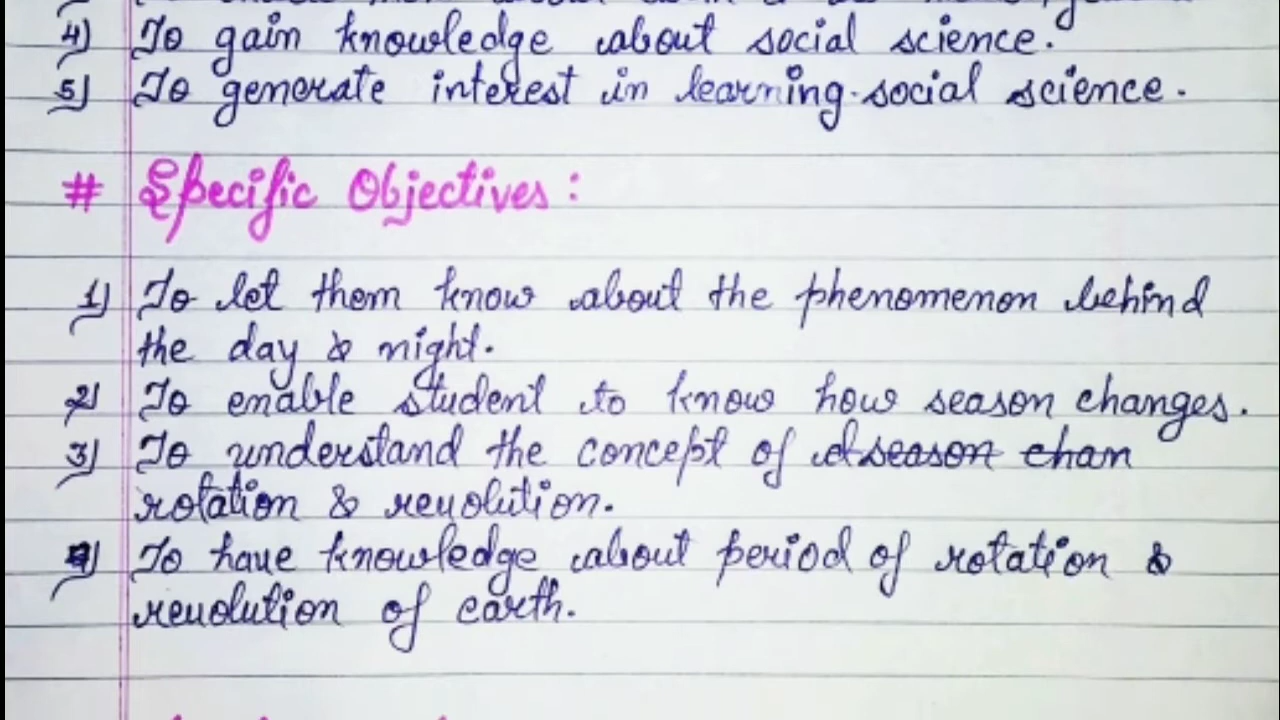 4) To gain knowledge about social science.
5) To generate interest in learning social science.
# Specific Objectives :
1) To let them know about the phenomenon behind
the day & night.
2) To enable student to know how season changes.
3) To understand the concept of season chan
rotation & revolution.
4) To have knowledge about period of rotation &
revolution of earth.